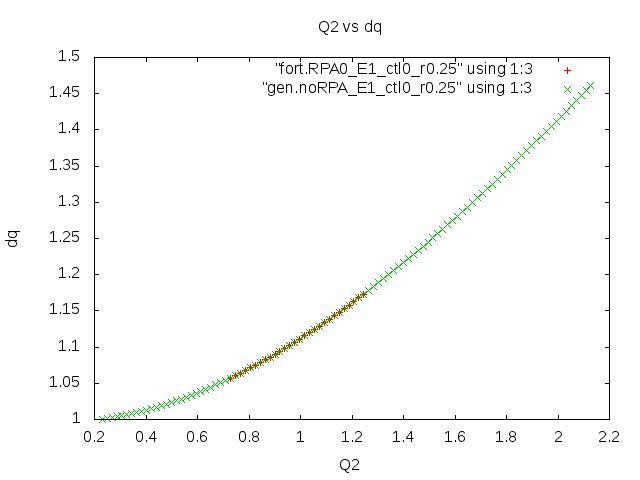 Q2 vs dq
"fort.RPA0_E1_ctl0_r0.25" using 1:3
"gen.noRPA_E1_ctl0_r0.25" using 1:3
1.5
1.45
1.4
1.35
1.3
1.25
1.2
1.15
1.1
1.05
1
dq
0.2 0.4 0.6 0.8 1 1.2 1.4 1.6 1.8 2 2.2
Q2